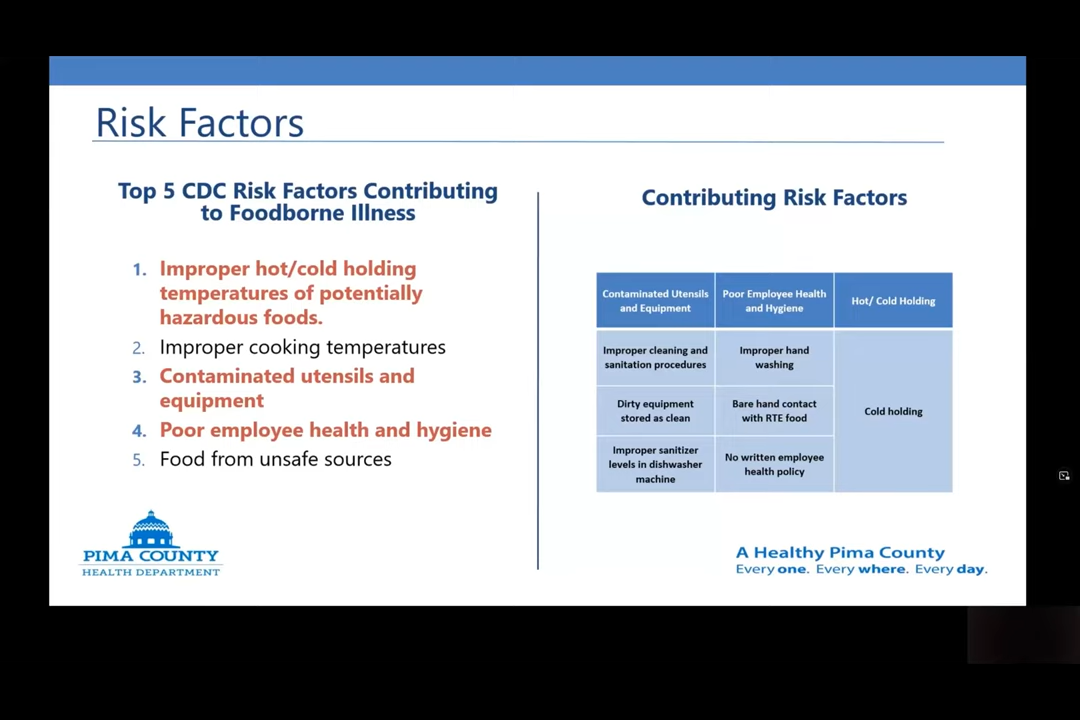 Risk Factors
Top 5 CDC Risk Factors Contributing
to Foodborne Illness
1. Improper hot/cold holding
temperatures of potentially
hazardous foods.
2. Improper cooking temperatures
3. Contaminated utensils and
equipment
4. Poor employee health and hygiene
5. Food from unsafe sources
PIMA COUNTY
HEALTH DEPARTMENT
Contributing Risk Factors
Contaminated Utensils
and Equipment
Poor Employee Health
and Hygiene
Hot/ Cold Holding
Improper cleaning and
sanitation procedures
Improper hand
washing
Cold holding
Dirty equipment
stored as clean
Bare hand contact
with RTE food
Improper sanitizer
levels in dishwasher
machine
No written employee
health policy
A Healthy Pima County
Every one. Every where. Every day.